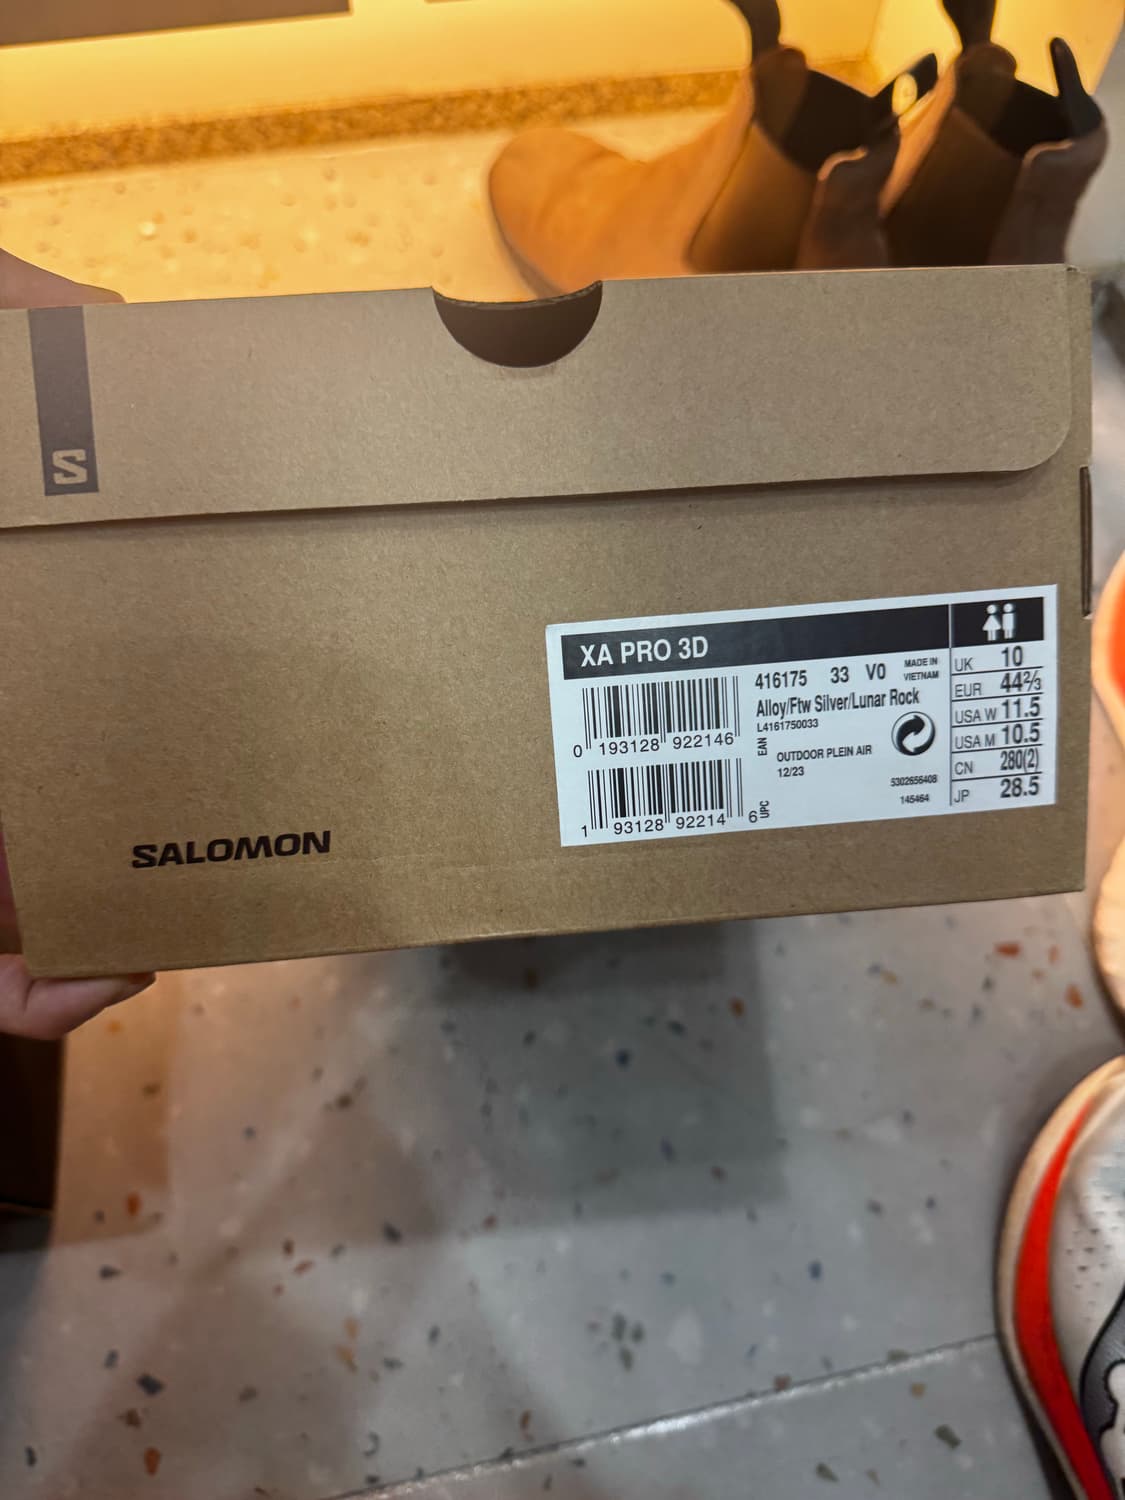 S
SALOMON
XA PRO 3D
0 193128 922146
1 93128 92214 6
EAN
UPC
416175 33 V0
MADE IN
VIETNAM
Alloy/Ftw Silver/Lunar Rock
L4161750033
OUTDOOR PLEIN AIR
12/23
5302656408
145464
UK 10
EUR 44⅔
USA W 11.5
USA M 10.5
CN 280(2)
JP 28.5